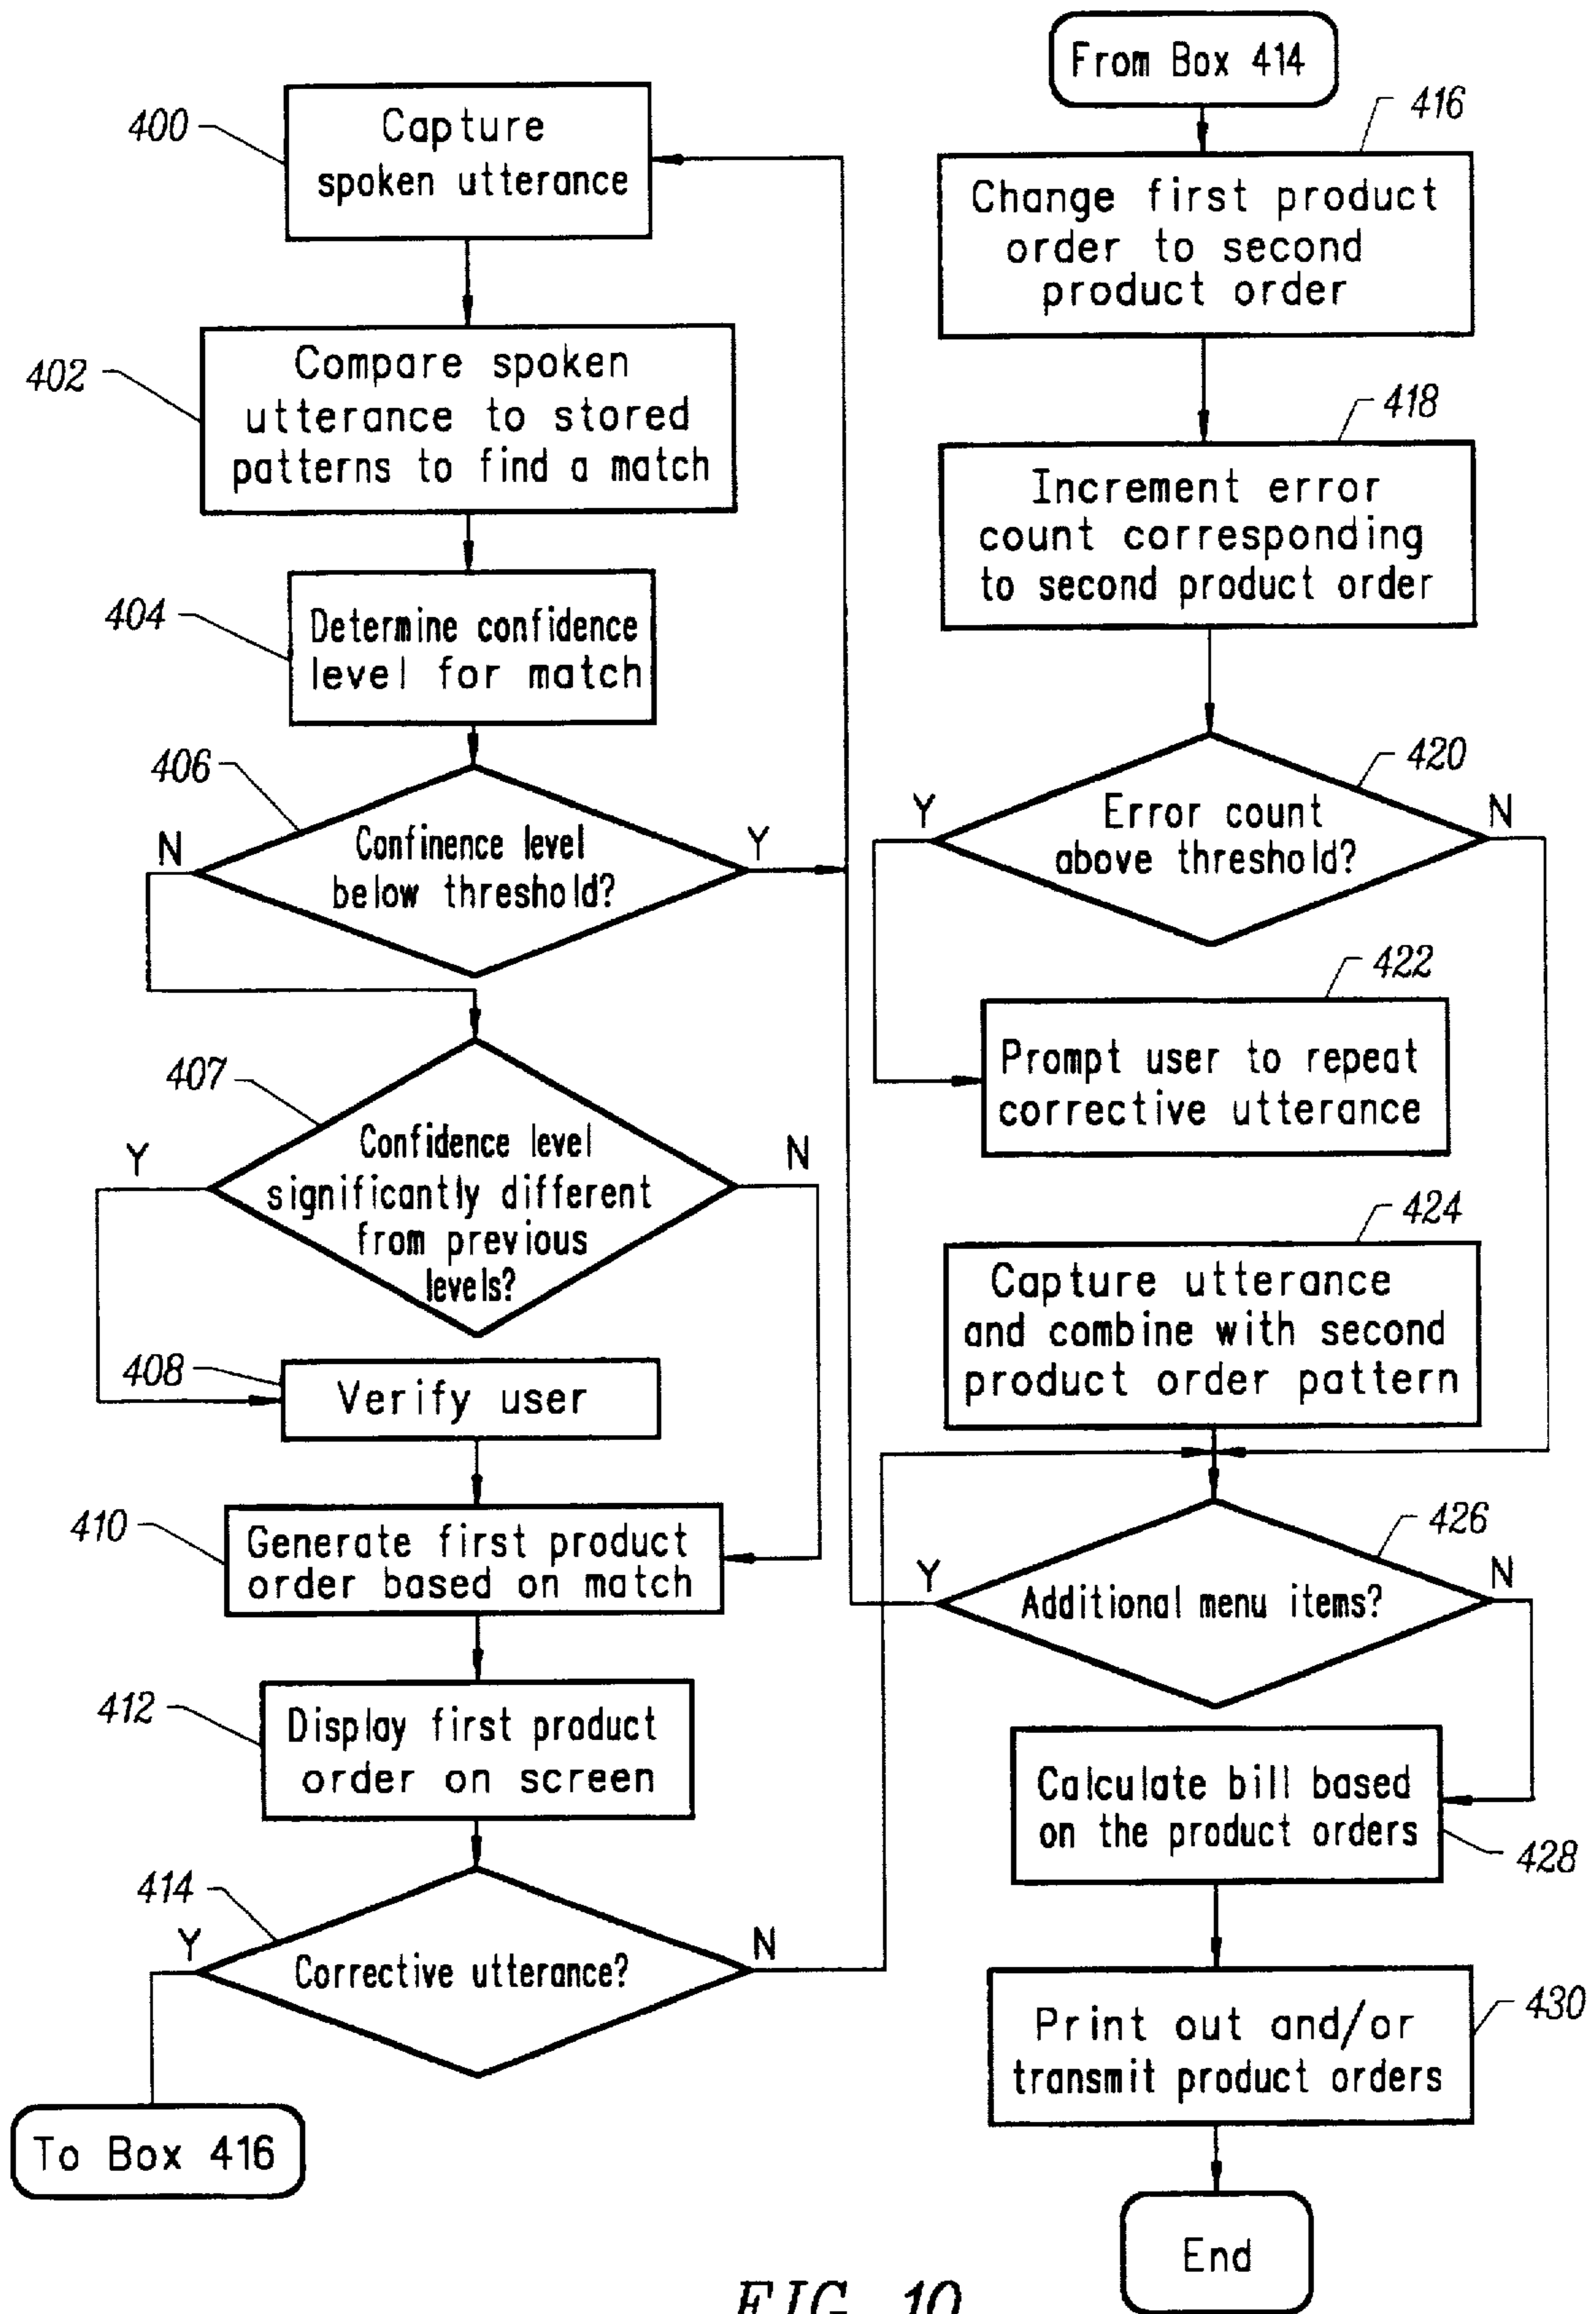 400
Capture
spoken utterance
402
Compare spoken
utterance to stored
patterns to find a match
404
Determine confidence
level for match
406
N
Confinence level
below threshold?
Y
407
Y
Confidence level
significantly different
from previous
levels?
N
408
Verify user
410
Generate first product
order based on match
412
Display first product
order on screen
414
Y
Corrective utterance?
N
To Box 416
From Box 414
416
Change first product
order to second
product order
418
Increment error
count corresponding
to second product order
420
Y
Error count
above threshold?
N
422
Prompt user to repeat
corrective utterance
424
Capture utterance
and combine with second
product order pattern
426
Y
Additional menu items?
N
Calculate bill based
on the product orders
428
Print out and/or
transmit product orders
430
End
FIG. 10